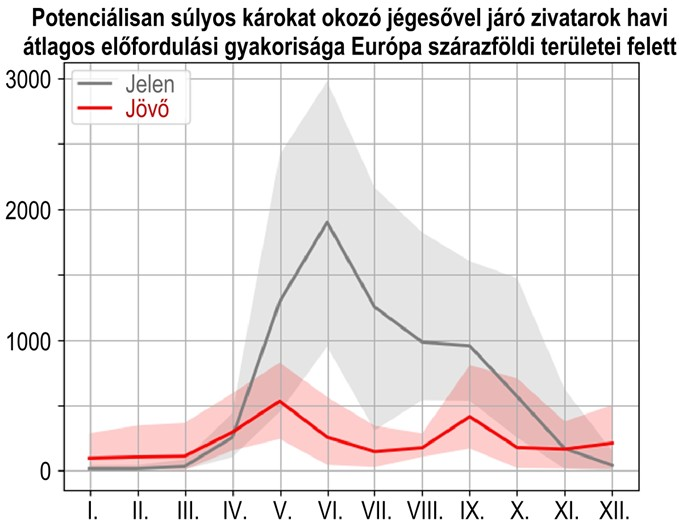 Potenciálisan súlyos károkat okozó jégesővel járó zivatarok havi
átlagos előfordulási gyakorisága Európa szárazföldi területei felett
3000
Jelen
Jövő
2000
1000
0
I. II. III. IV. V. VI. VII. VIII. IX. X. XI. XII.